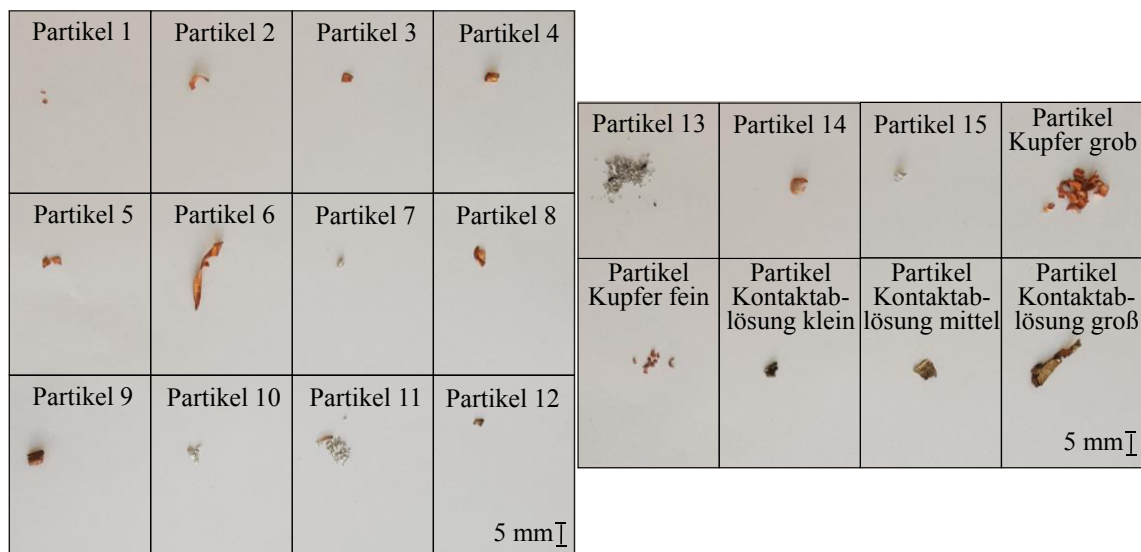 Partikel 1
Partikel 2
Partikel 3
Partikel 4
Partikel 5
Partikel 6
Partikel 7
Partikel 8
Partikel 9
Partikel 10
Partikel 11
Partikel 12
5 mm
Partikel 13
Partikel 14
Partikel 15
Partikel
Kupfer grob
Partikel
Kupfer fein
Partikel
Kontaktab-
lösung klein
Partikel
Kontaktab-
lösung mittel
Partikel
Kontaktab-
lösung groß
5 mm